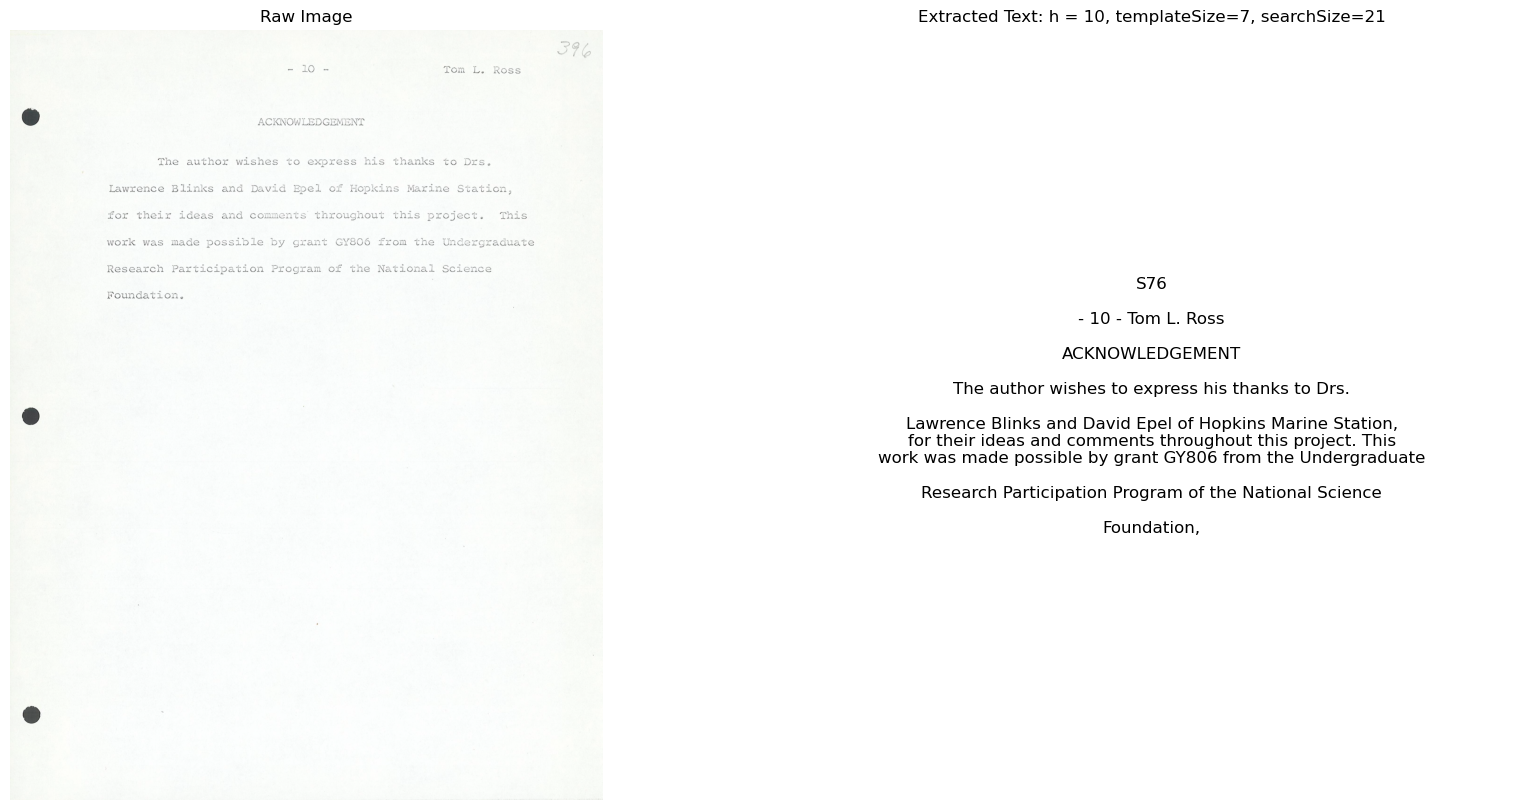 Raw Image
396
- 10 - Tom L. Ross
ACKNOWLEDGEMENT
The author wishes to express his thanks to Drs.
Lawrence Blinks and David Epel of Hopkins Marine Station,
for their ideas and comments throughout this project. This
work was made possible by grant GY806 from the Undergraduate
Research Participation Program of the National Science
Foundation.
Extracted Text: h = 10, templateSize=7, searchSize=21
S76
- 10 - Tom L. Ross
ACKNOWLEDGEMENT
The author wishes to express his thanks to Drs.
Lawrence Blinks and David Epel of Hopkins Marine Station,
for their ideas and comments throughout this project. This
work was made possible by grant GY806 from the Undergraduate
Research Participation Program of the National Science
Foundation,